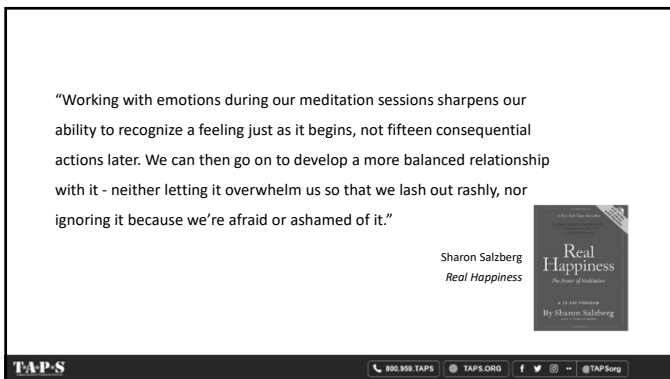 “Working with emotions during our meditation sessions sharpens our
ability to recognize a feeling just as it begins, not fifteen consequential
actions later. We can then go on to develop a more balanced relationship
with it - neither letting it overwhelm us so that we lash out rashly, nor
ignoring it because we’re afraid or ashamed of it.”
Sharon Salzberg
Real Happiness
Real
Happiness
The Power of Meditation
A 28-DAY PROGRAM
By Sharon Salzberg
T·A·P·S
800.959.TAPS
TAPS.ORG
@TAPSorg